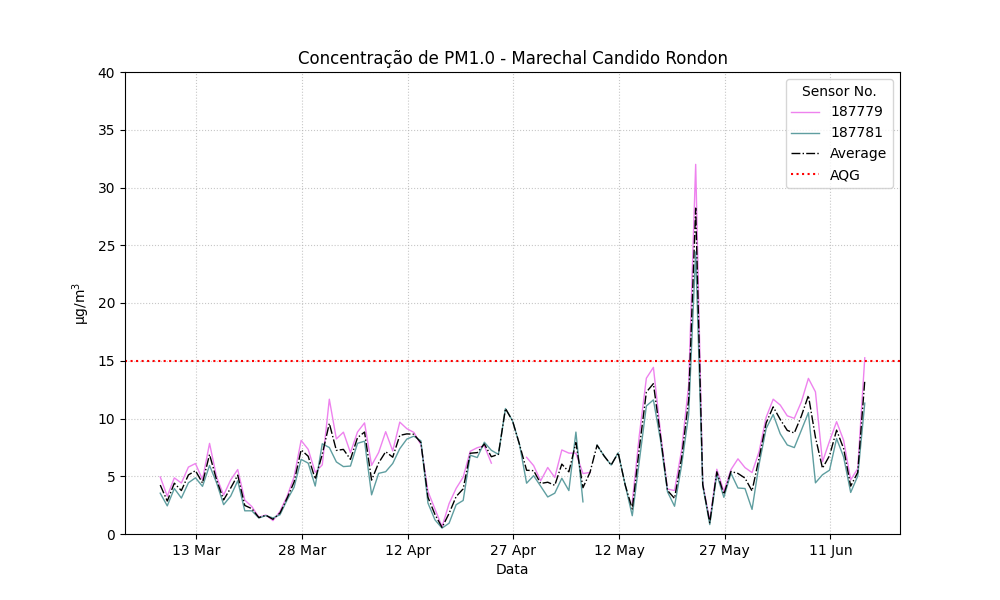 Concentração de PM1.0 - Marechal Candido Rondon
Sensor No.
187779
187781
Average
AQG
µg/m³
40
35
30
25
20
15
10
5
0
13 Mar
28 Mar
12 Apr
27 Apr
12 May
27 May
11 Jun
Data